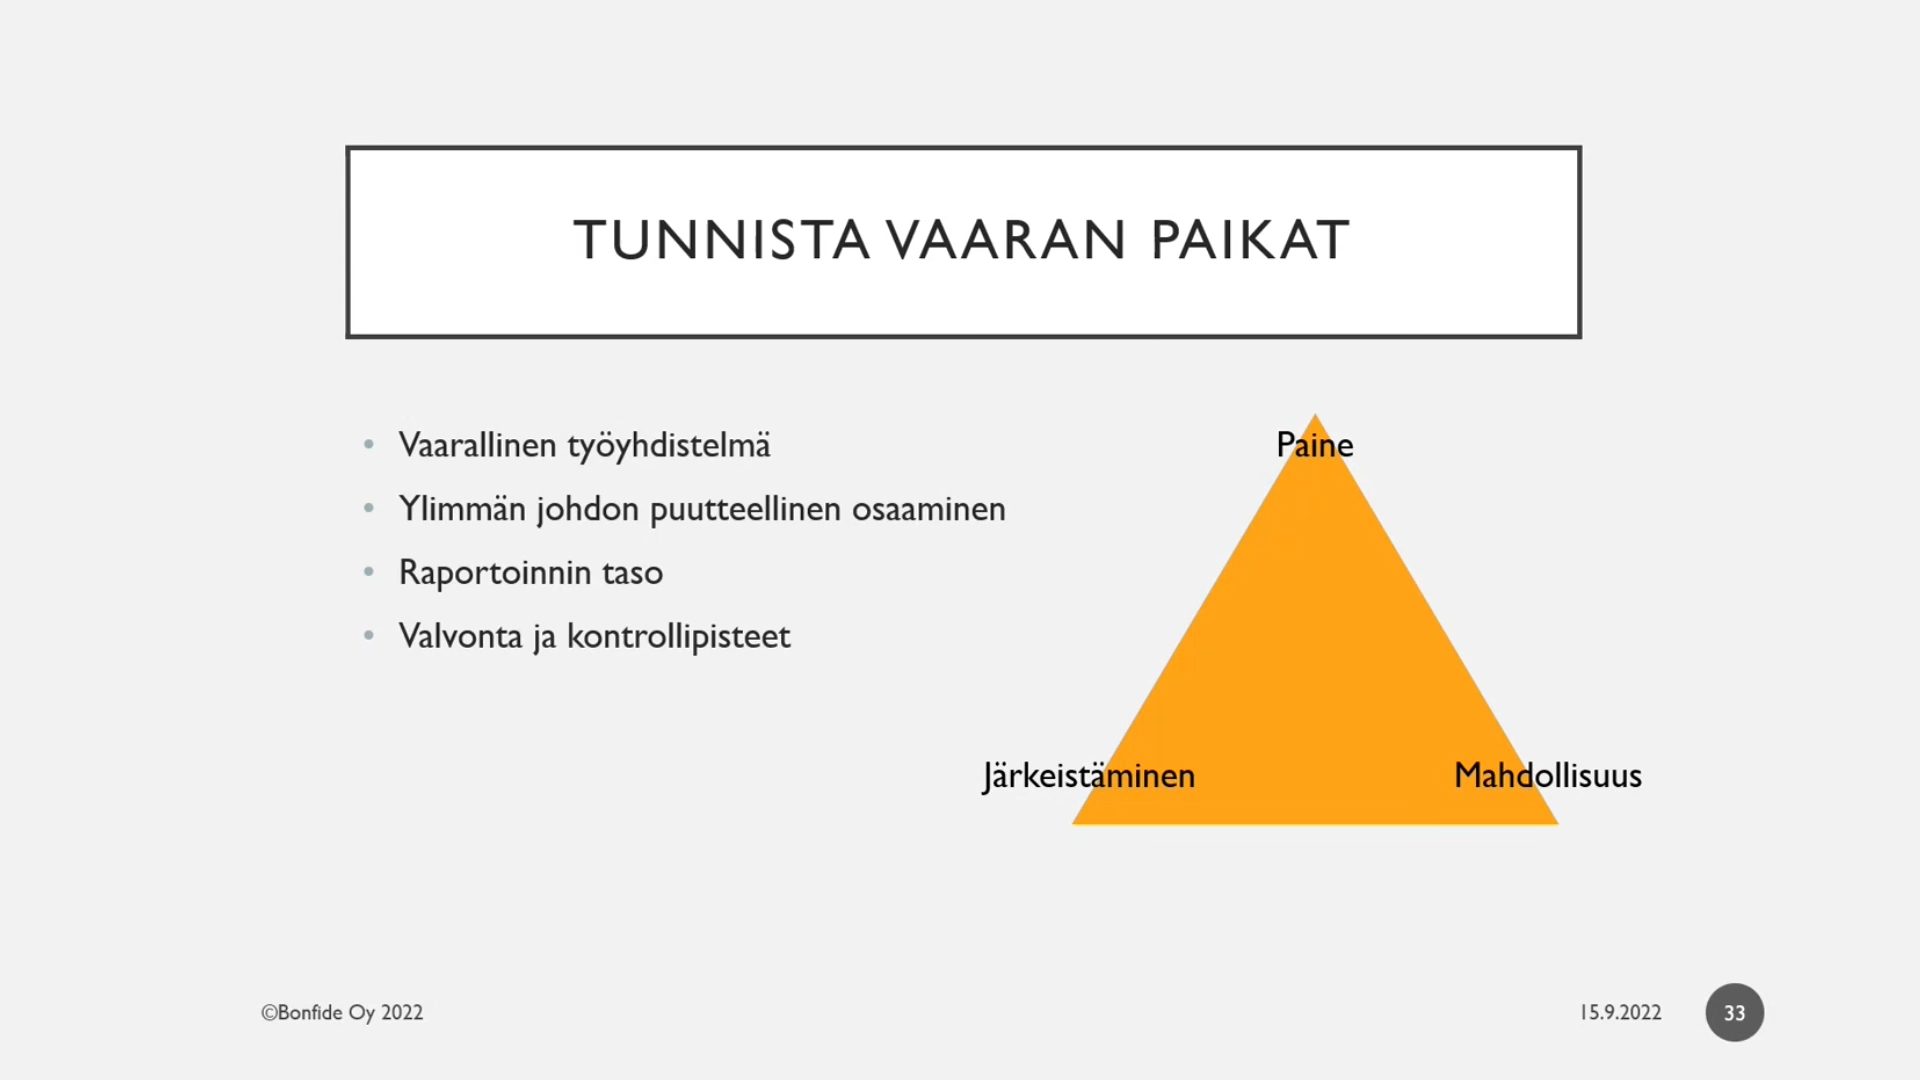 TUNNISTA VAARAN PAIKAT
• Vaarallinen työyhdistelmä
• Ylimmän johdon puutteellinen osaaminen
• Raportoinnin taso
• Valvonta ja kontrollipisteet
Paine
Järkeistäminen
Mahdollisuus
©Bonfide Oy 2022
15.9.2022
33